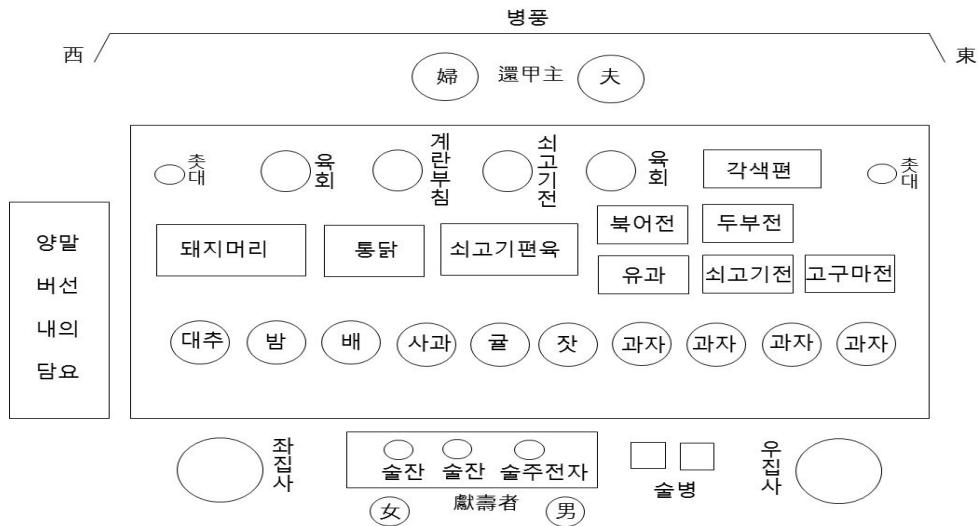 병풍
西
東
婦 還甲主 夫
촛대
육회
계란부침
쇠고기전
육회
각색편
촛대
북어전
두부전
돼지머리
통닭
쇠고기편육
유과
쇠고기전
고구마전
양말
버선
내의
담요
대추 밤 배 사과 귤 잣 과자 과자 과자 과자
좌집사
술잔 술잔 술주전자
술병
우집사
女 獻壽者 男